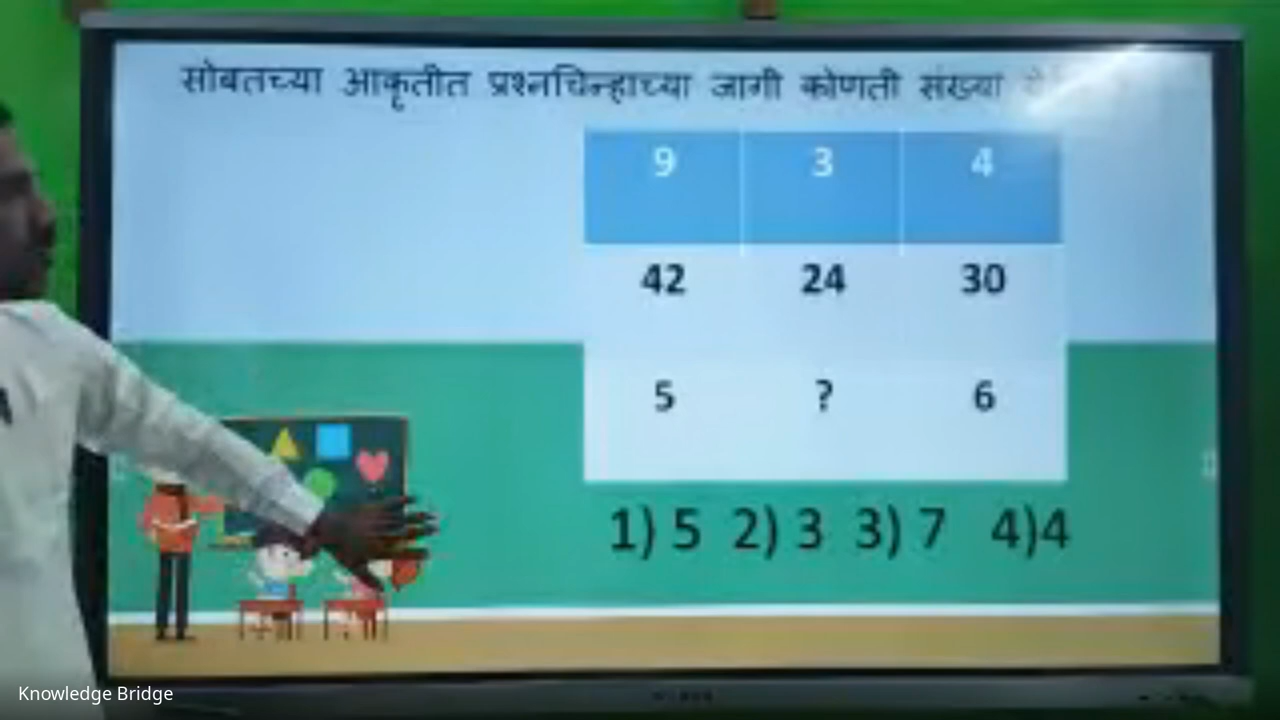 सोबतच्या आकृतीत प्रश्नचिन्हाच्या जागी कोणती संख्या
9 3 4
42 24 30
5 ? 6
1) 5 2) 3 3) 7 4)4
Knowledge Bridge